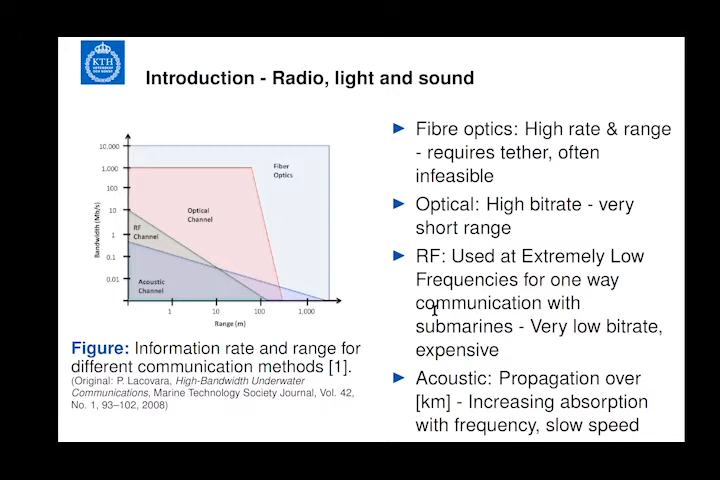 KTH
VETENSKAP
OCH KONST
Introduction - Radio, light and sound
10,000
1,000
100
10
1
0.1
0.01
Bandwidth (Mb/s)
Fiber
Optics
Optical
Channel
RF
Channel
Acoustic
Channel
1
10
100
1,000
Range (m)
Figure: Information rate and range for
different communication methods [1].
(Original: P. Lacovara, High-Bandwidth Underwater
Communications, Marine Technology Society Journal, Vol. 42,
No. 1, 93–102, 2008)
► Fibre optics: High rate & range
- requires tether, often
infeasible
► Optical: High bitrate - very
short range
► RF: Used at Extremely Low
Frequencies for one way
communication with
submarines - Very low bitrate,
expensive
► Acoustic: Propagation over
[km] - Increasing absorption
with frequency, slow speed